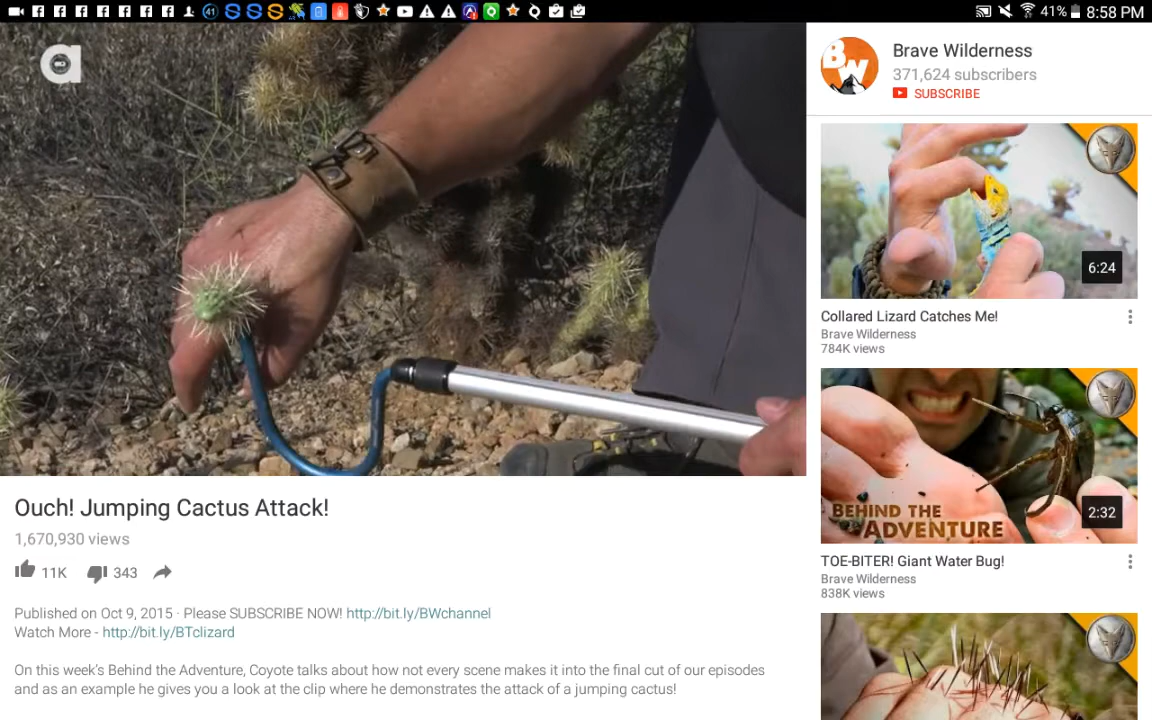 41
41% 8:58 PM
a
Ouch! Jumping Cactus Attack!
1,670,930 views
11K 343
Published on Oct 9, 2015 · Please SUBSCRIBE NOW! http://bit.ly/BWchannel
Watch More - http://bit.ly/BTclizard
On this week's Behind the Adventure, Coyote talks about how not every scene makes it into the final cut of our episodes
and as an example he gives you a look at the clip where he demonstrates the attack of a jumping cactus!
BW
Brave Wilderness
371,624 subscribers
SUBSCRIBE
6:24
Collared Lizard Catches Me!
Brave Wilderness
784K views
BEHIND THE
ADVENTURE
2:32
TOE-BITER! Giant Water Bug!
Brave Wilderness
838K views